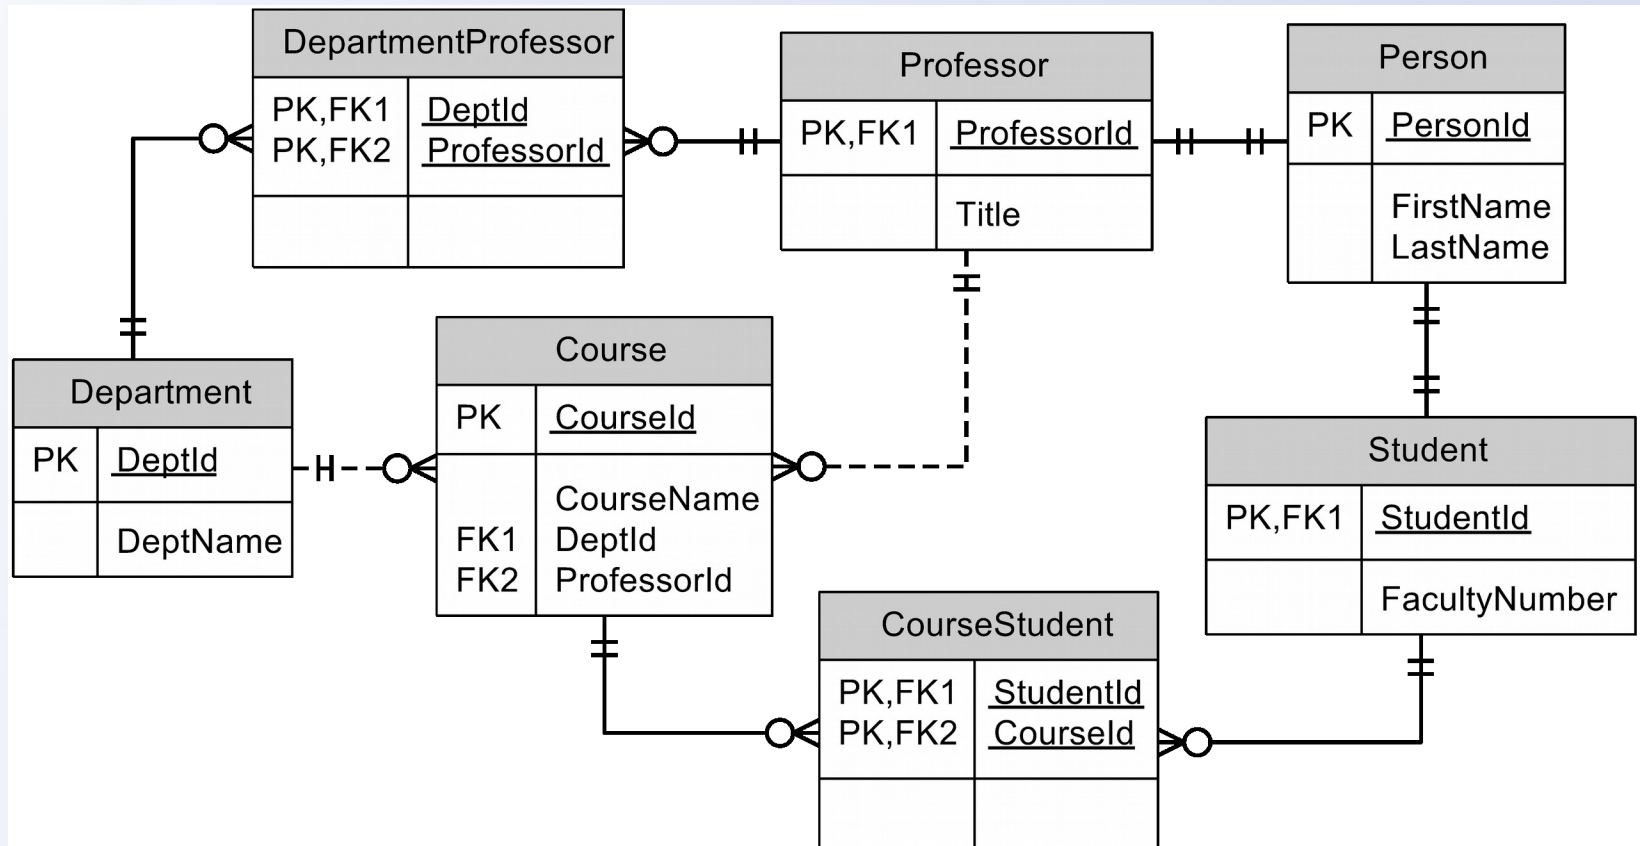 DepartmentProfessor
PK,FK1 DeptId
PK,FK2 ProfessorId
Professor
PK,FK1 ProfessorId
Title
Person
PK PersonId
FirstName
LastName
Department
PK DeptId
DeptName
Course
PK CourseId
CourseName
FK1 DeptId
FK2 ProfessorId
Student
PK,FK1 StudentId
FacultyNumber
CourseStudent
PK,FK1 StudentId
PK,FK2 CourseId